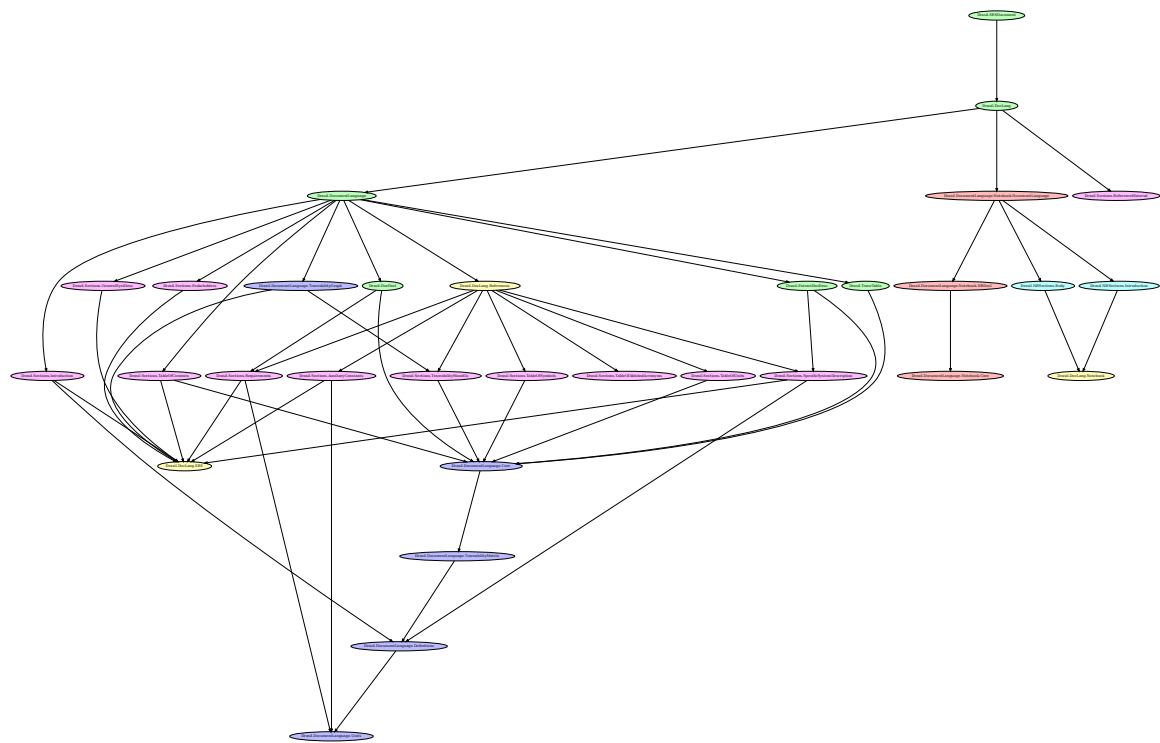 Drasil.SRSDocument
Drasil.DocLang
Drasil.DocumentLanguage
Drasil.DocumentLanguage.Notebook.DocumentLanguage
Drasil.Sections.ReferenceMaterial
Drasil.Sections.GeneralSystDesc
Drasil.Sections.Stakeholders
Drasil.DocumentLanguage.TraceabilityGraph
Drasil.DocDecl
Drasil.DocLang.References
Drasil.ExtractDocDesc
Drasil.TraceTable
Drasil.DocumentLanguage.Notebook.NBDecl
Drasil.NBSections.Body
Drasil.NBSections.Introduction
Drasil.Sections.Introduction
Drasil.Sections.TableOfContents
Drasil.Sections.Requirements
Drasil.Sections.AuxiliaryConstants
Drasil.Sections.TraceabilityMandGs
Drasil.Sections.TableOfSymbols
Drasil.Sections.TableOfAbbAndAcronyms
Drasil.Sections.TableOfUnits
Drasil.Sections.SpecificSystemDescription
Drasil.DocumentLanguage.Notebook.Core
Drasil.DocLang.Notebook
Drasil.DocLang.SRS
Drasil.DocumentLanguage.Core
Drasil.DocumentLanguage.TraceabilityMatrix
Drasil.DocumentLanguage.Definitions
Drasil.DocumentLanguage.Units